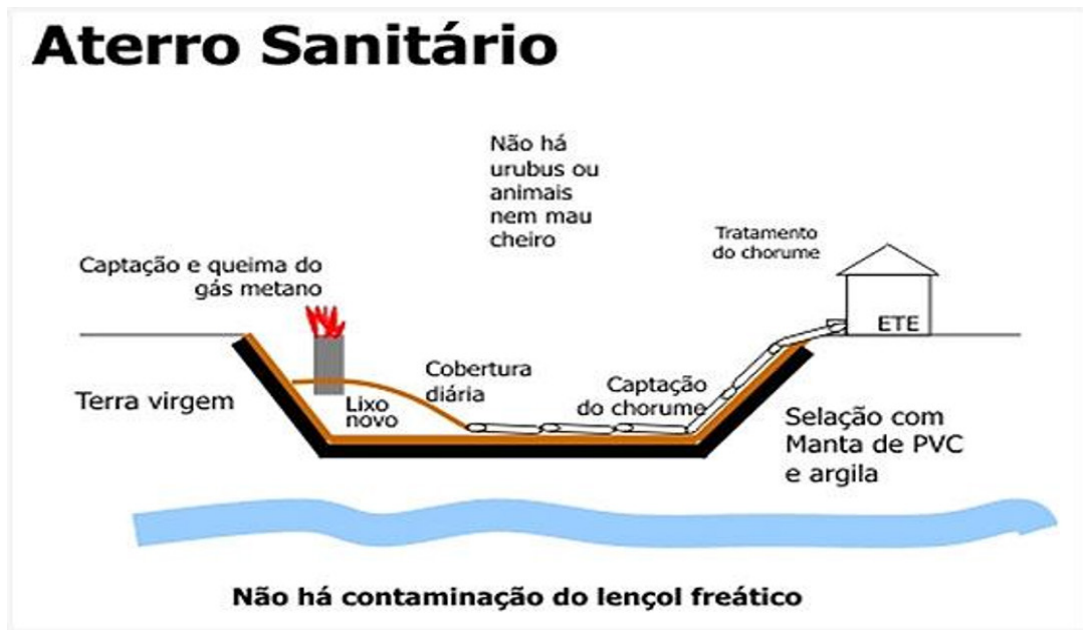 Aterro Sanitário
Não há
urubus ou
animais
nem mau
cheiro
Tratamento
do chorume
Captação e queima do
gás metano
ETE
Cobertura
diária
Captação
do chorume
Terra virgem
Lixo
novo
Selação com
Manta de PVC
e argila
Não há contaminação do lençol freático